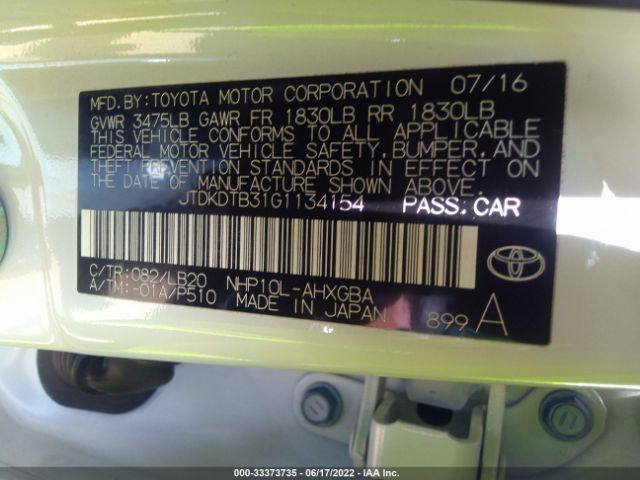 MFD.BY:TOYOTA MOTOR CORPORATION 07/16
GVWR 3475LB GAWR FR 1830LB RR 1830LB
THIS VEHICLE CONFORMS TO ALL APPLICABLE
FEDERAL MOTOR VEHICLE SAFETY, BUMPER, AND
THEFT PREVENTION STANDARDS IN EFFECT ON
THE DATE OF MANUFACTURE SHOWN ABOVE.
JTDKDTB31G1134154 PASS. CAR
C/TR:082/LB20 NHP10L-AHXGBA
A/TM:-01A/P510 MADE IN JAPAN 899A
TOYOTA
000-33373735 - 06/17/2022 - IAA Inc.